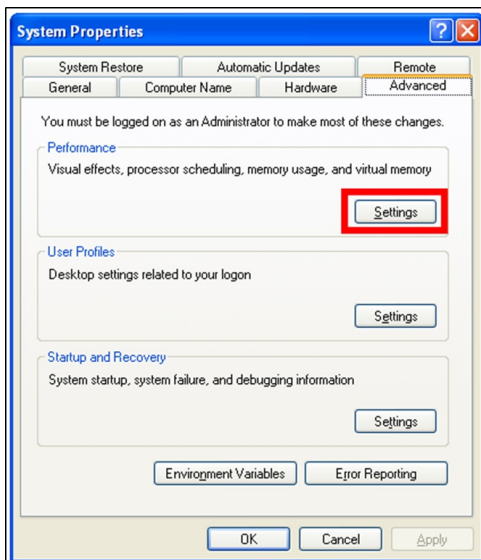 System Properties
System Restore Automatic Updates Remote
General Computer Name Hardware Advanced
You must be logged on as an Administrator to make most of these changes.
Performance
Visual effects, processor scheduling, memory usage, and virtual memory
Settings
User Profiles
Desktop settings related to your logon
Settings
Startup and Recovery
System startup, system failure, and debugging information
Settings
Environment Variables Error Reporting
OK Cancel Apply